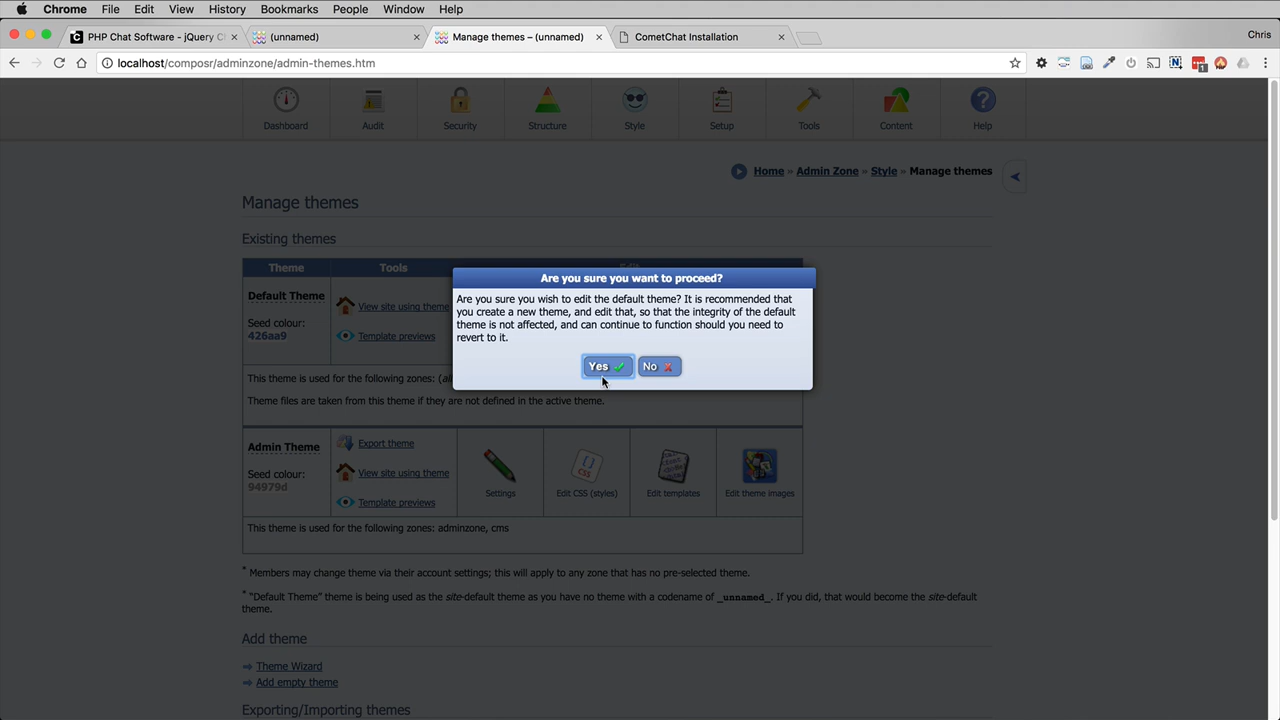 Chrome File Edit View History Bookmarks People Window Help
PHP Chat Software - jQuery C
(unnamed)
Manage themes – (unnamed)
CometChat Installation
Chris
localhost/composr/adminzone/admin-themes.htm
1
Dashboard Audit Security Structure Style Setup Tools Content Help
Home » Admin Zone » Style » Manage themes
Manage themes
Existing themes
Theme Tools
Are you sure you want to proceed?
Are you sure you wish to edit the default theme? It is recommended that
you create a new theme, and edit that, so that the integrity of the default
theme is not affected, and can continue to function should you need to
revert to it.
Yes No
Default Theme
Seed colour:
426aa9
View site using theme
Template previews
This theme is used for the following zones:
Theme files are taken from this theme if they are not defined in the active theme.
Admin Theme
Seed colour:
94979d
Export theme
View site using theme
Template previews
Settings Edit CSS (styles) Edit templates Edit theme images
This theme is used for the following zones: adminzone, cms
* Members may change theme via their account settings; this will apply to any zone that has no pre-selected theme.
* "Default Theme" theme is being used as the site-default theme as you have no theme with a codename of _unnamed_. If you did, that would become the site-default
theme.
Add theme
Theme Wizard
Add empty theme
Exporting/Importing themes